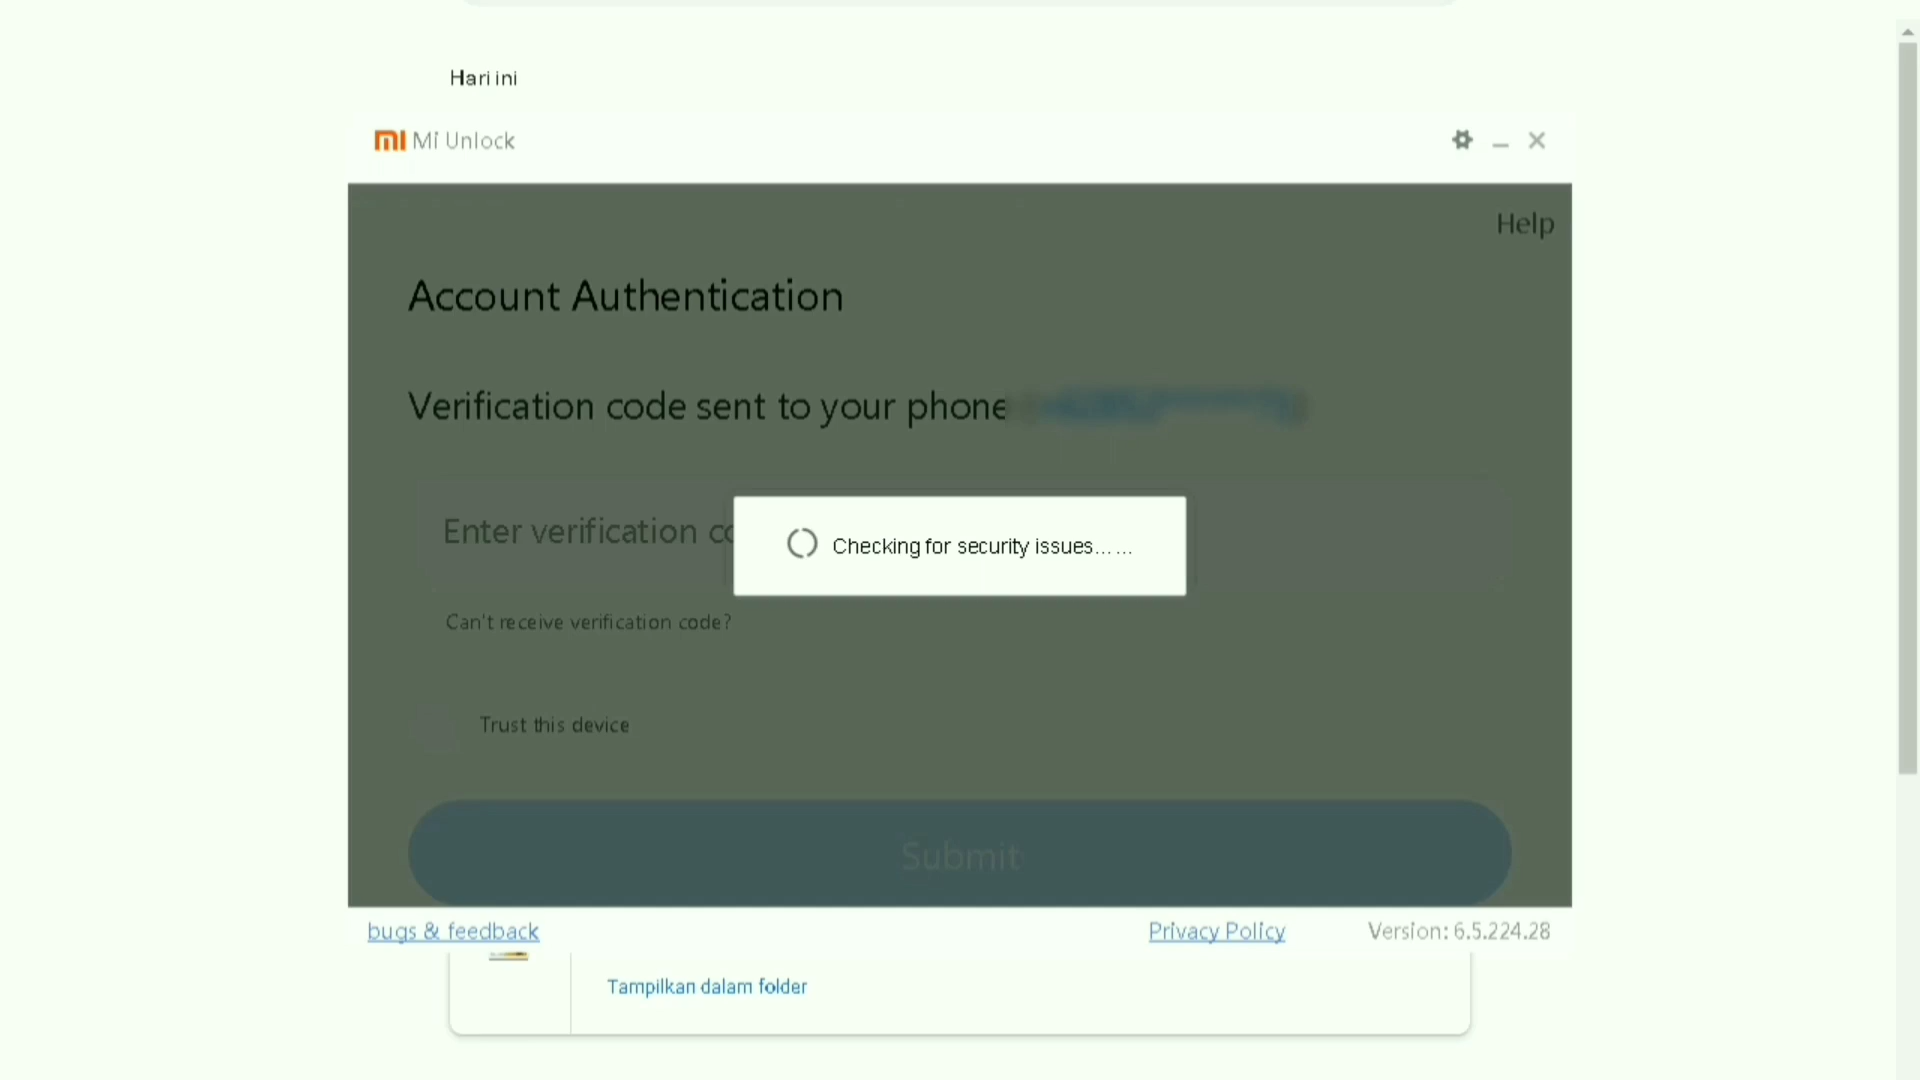 Hari ini
Mi Unlock
Help
Account Authentication
Verification code sent to your phone
Enter verification
Checking for security issues......
Can't receive verification code?
Trust this device
Submit
bugs & feedback
Privacy Policy
Version: 6.5.224.28
Tampilkan dalam folder